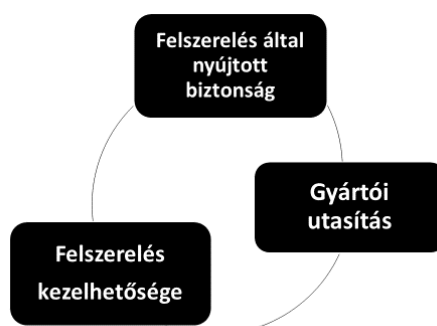 Felszerelés által
nyújtott
biztonság
Gyártói
utasítás
Felszerelés
kezelhetősége